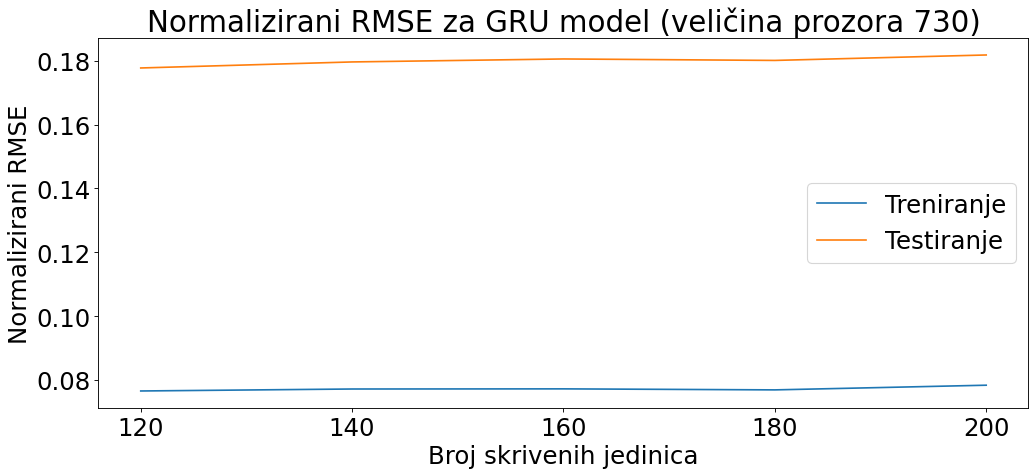 Normalizirani RMSE za GRU model (veličina prozora 730)
Normalizirani RMSE
0.18
0.16
0.14
0.12
0.10
0.08
Treniranje
Testiranje
120 140 160 180 200
Broj skrivenih jedinica